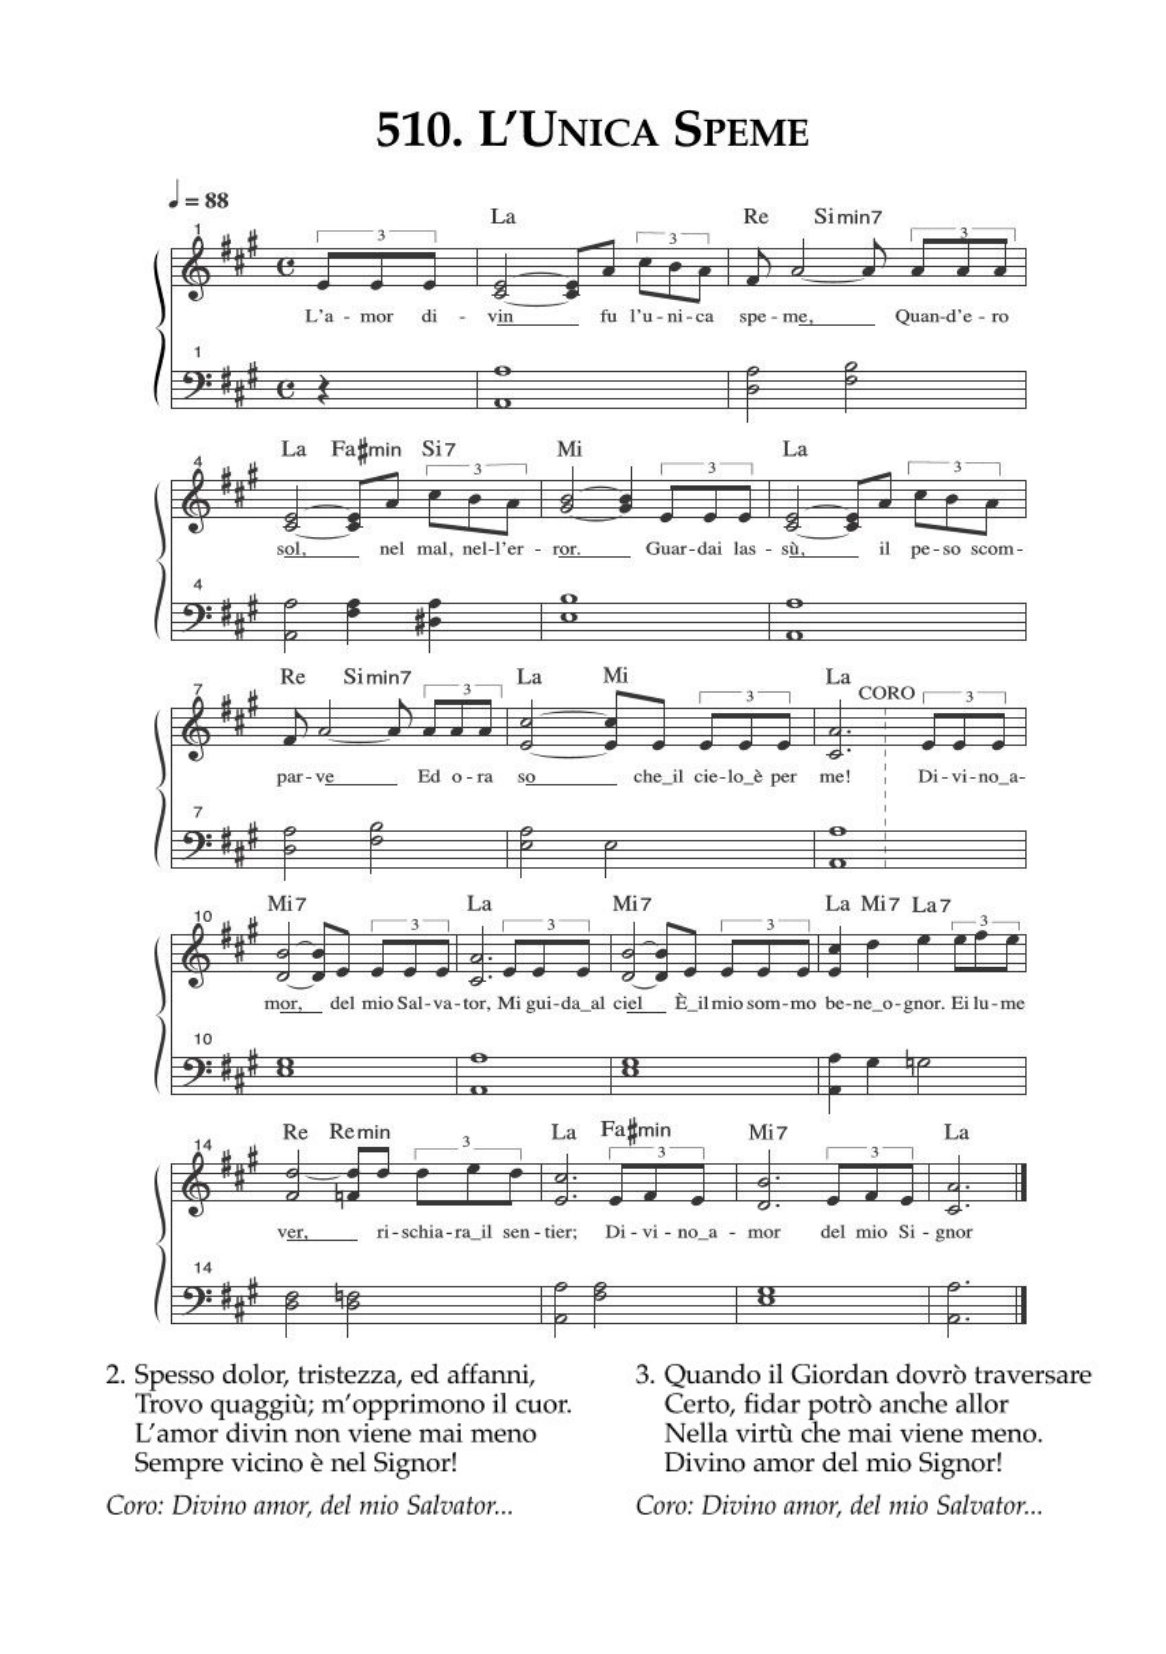 510. L'Unica Speme
♩ = 88
La Re Simin7
1 3 3 3
L'a - mor di - vin fu l'u - ni - ca spe - me, Quan-d'e - ro
1
La Fa♯min Si7 Mi La
4 3 3 3
sol, nel mal, nel-l'er - ror. Guar-dai las - sù, il pe - so scom -
4
Re Simin7 La Mi La CORO
7 3 3 3
par - ve Ed o - ra so che_il cie-lo_è per me! Di - vi - no_a-
7
Mi7 La Mi7 La Mi7 La7
10 3 3 3 3
mor, del mio Sal - va - tor, Mi gui - da_al ciel È_il mio som - mo be - ne_o - gnor. Ei lu - me
10
Re Remin La Fa♯min Mi7 La
14 3 3 3
ver, ri - schia - ra_il sen - tier; Di - vi - no_a - mor del mio Si - gnor
14
2. Spesso dolor, tristezza, ed affanni,
Trovo quaggiù; m'opprimono il cuor.
L'amor divin non viene mai meno
Sempre vicino è nel Signor!
Coro: Divino amor, del mio Salvator...
3. Quando il Giordan dovrò traversare
Certo, fidar potrò anche allor
Nella virtù che mai viene meno.
Divino amor del mio Signor!
Coro: Divino amor, del mio Salvator...